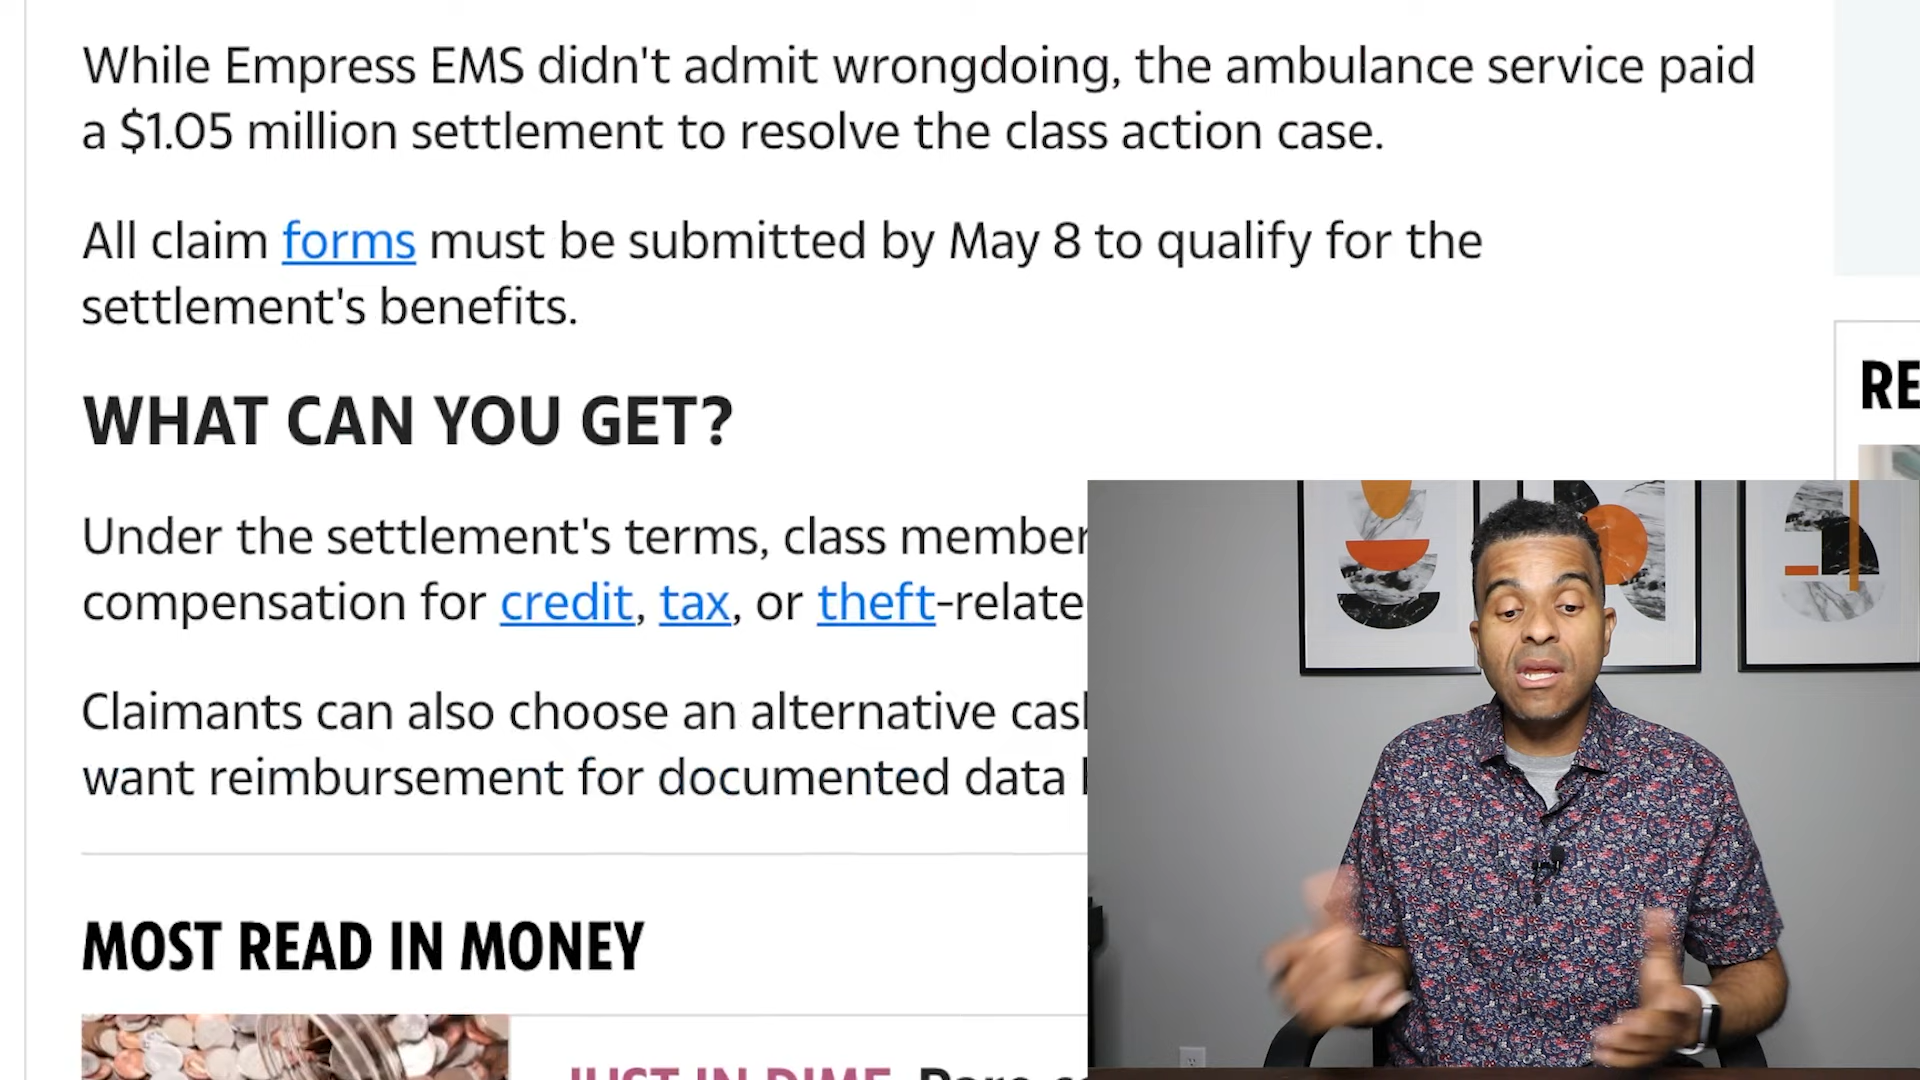 While Empress EMS didn't admit wrongdoing, the ambulance service paid
a $1.05 million settlement to resolve the class action case.
All claim forms must be submitted by May 8 to qualify for the
settlement's benefits.
WHAT CAN YOU GET?
Under the settlement's terms, class member
compensation for credit, tax, or theft-relate
Claimants can also choose an alternative cas
want reimbursement for documented data
MOST READ IN MONEY
JUST IN DIME
RE